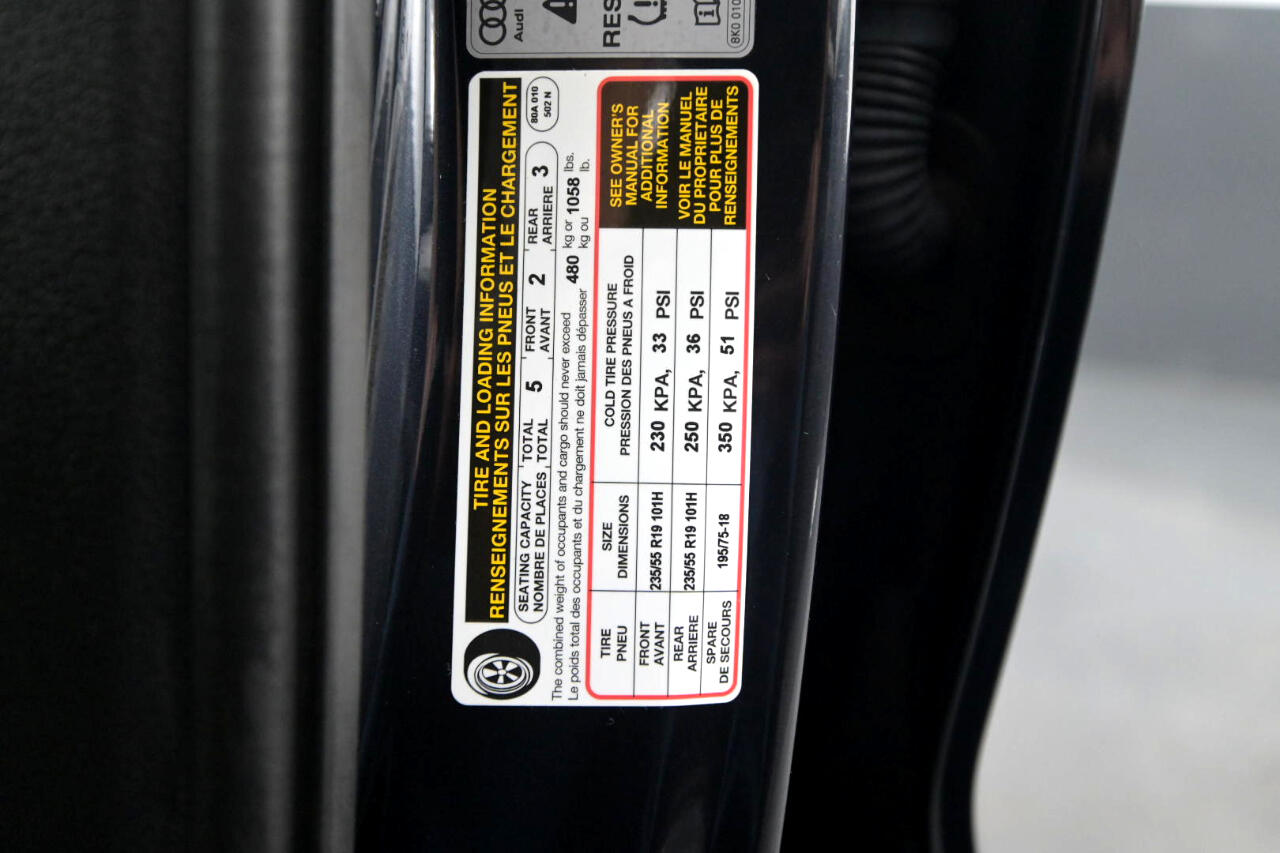 Audi
RES
8K0 010
TIRE AND LOADING INFORMATION
RENSEIGNEMENTS SUR LES PNEUS ET LE CHARGEMENT
80A 010
502 N
SEATING CAPACITY TOTAL 5 FRONT 2 REAR 3
NOMBRE DE PLACES TOTAL AVANT ARRIERE
The combined weight of occupants and cargo should never exceed 480 kg or 1058 lbs.
Le poids total des occupants et du chargement ne doit jamais dépasser kg ou lb.
TIRE SIZE COLD TIRE PRESSURE
PNEU DIMENSIONS PRESSION DES PNEUS A FROID
FRONT
AVANT 235/55 R19 101H 230 KPA, 33 PSI
REAR
ARRIERE 235/55 R19 101H 250 KPA, 36 PSI
SPARE
DE SECOURS 195/75-18 350 KPA, 51 PSI
SEE OWNER'S
MANUAL FOR
ADDITIONAL
INFORMATION
VOIR LE MANUEL
DU PROPRIETAIRE
POUR PLUS DE
RENSEIGNEMENTS